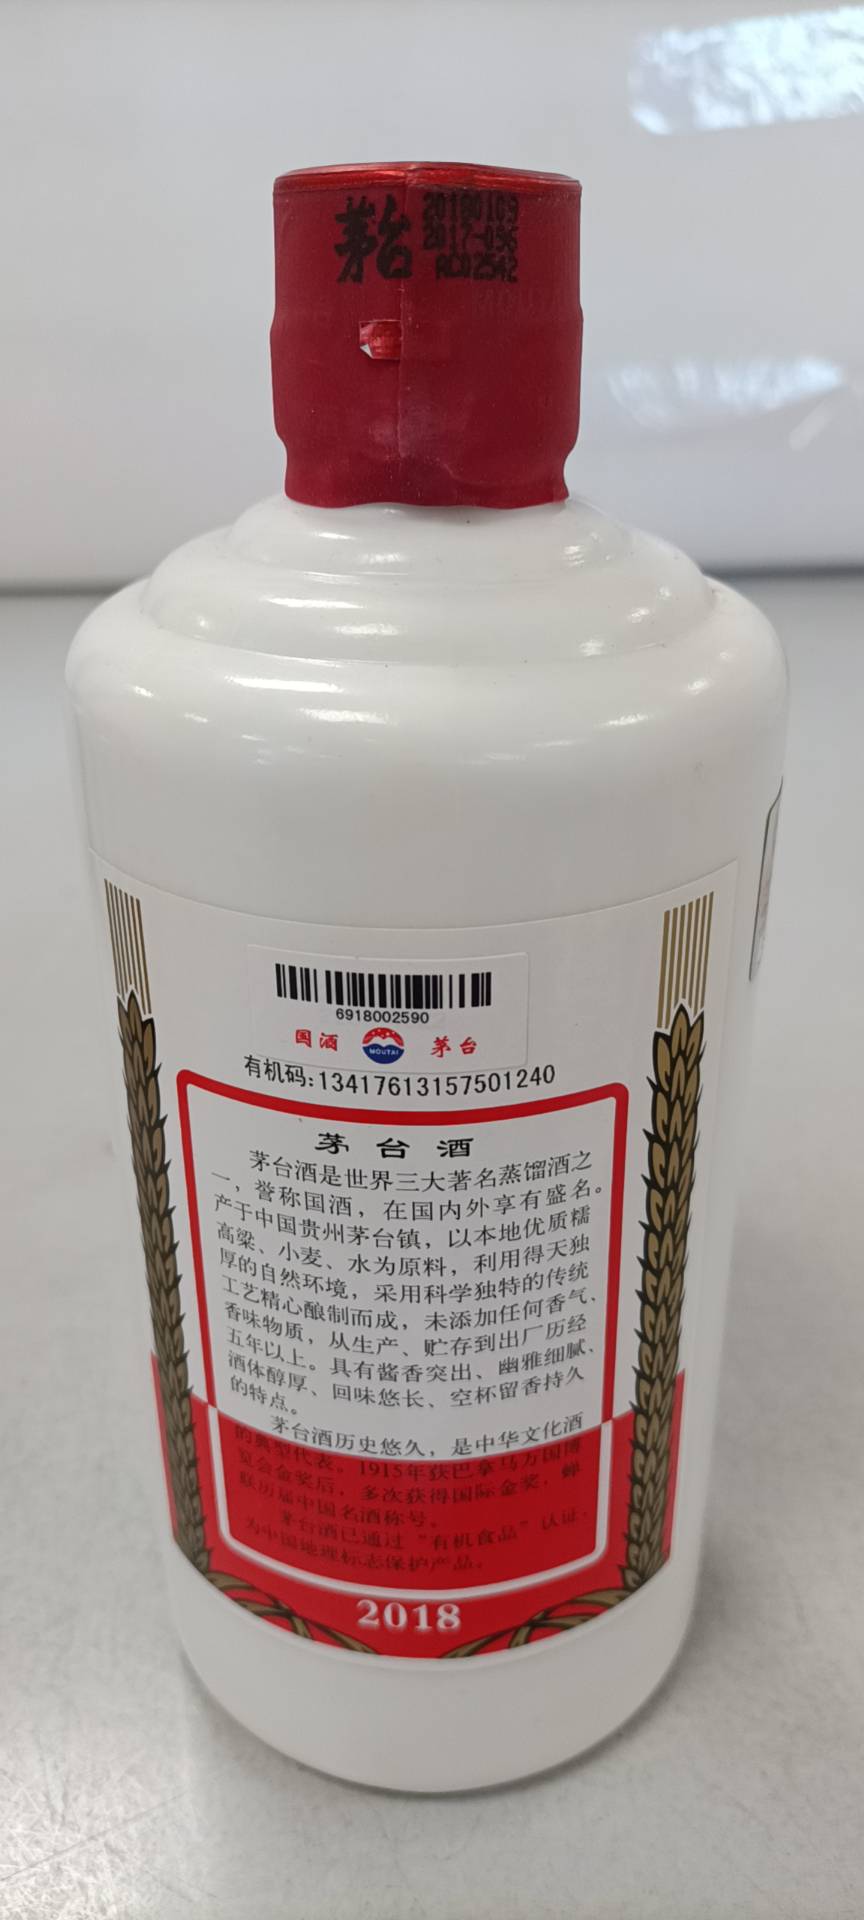 茅台
20180109
2017-096
AC02542
6918002590
国酒 MOUTAI 茅台
有机码:13417613157501240
茅台酒
茅台酒是世界三大著名蒸馏酒之
一，誉称国酒，在国内外享有盛名。
产于中国贵州茅台镇，以本地优质糯
高粱、小麦、水为原料，利用得天独
厚的自然环境，采用科学独特的传统
工艺精心酿制而成，未添加任何香气、
香味物质，从生产、贮存到出厂历经
五年以上。具有酱香突出、幽雅细腻、
酒体醇厚、回味悠长、空杯留香持久
的特点。
茅台酒历史悠久，是中华文化酒
的典型代表。1915年获巴拿马万国博
览会金奖后，多次获得国际金奖，蝉
联历届中国名酒称号。
茅台酒已通过“有机食品”认证，
为中国地理标志保护产品。
2018